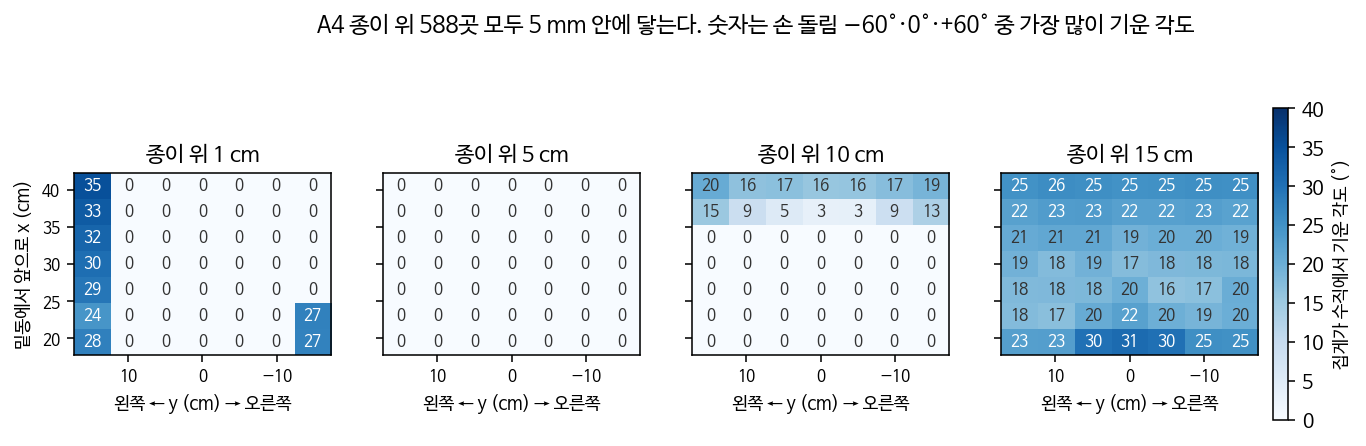 A4 종이 위 588곳 모두 5 mm 안에 닿는다. 숫자는 손 돌림 −60°·0°·+60° 중 가장 많이 기운 각도
종이 위 1 cm
밑동에서 앞으로 x (cm)
40
35
30
25
20
35 0 0 0 0 0 0
33 0 0 0 0 0 0
32 0 0 0 0 0 0
30 0 0 0 0 0 0
29 0 0 0 0 0 0
24 0 0 0 0 0 27
28 0 0 0 0 0 27
10 0 −10
왼쪽 ← y (cm) → 오른쪽
종이 위 5 cm
0 0 0 0 0 0 0
0 0 0 0 0 0 0
0 0 0 0 0 0 0
0 0 0 0 0 0 0
0 0 0 0 0 0 0
0 0 0 0 0 0 0
0 0 0 0 0 0 0
10 0 −10
왼쪽 ← y (cm) → 오른쪽
종이 위 10 cm
20 16 17 16 16 17 19
15 9 5 3 3 9 13
0 0 0 0 0 0 0
0 0 0 0 0 0 0
0 0 0 0 0 0 0
0 0 0 0 0 0 0
0 0 0 0 0 0 0
10 0 −10
왼쪽 ← y (cm) → 오른쪽
종이 위 15 cm
25 26 25 25 25 25 25
22 23 23 22 22 23 22
21 21 21 19 20 20 19
19 18 19 17 18 18 18
18 18 18 20 16 17 20
18 17 20 22 20 19 20
23 23 30 31 30 25 25
10 0 −10
왼쪽 ← y (cm) → 오른쪽
40
35
30
25
20
15
10
5
0
집게가 수직에서 기운 각도 (°)